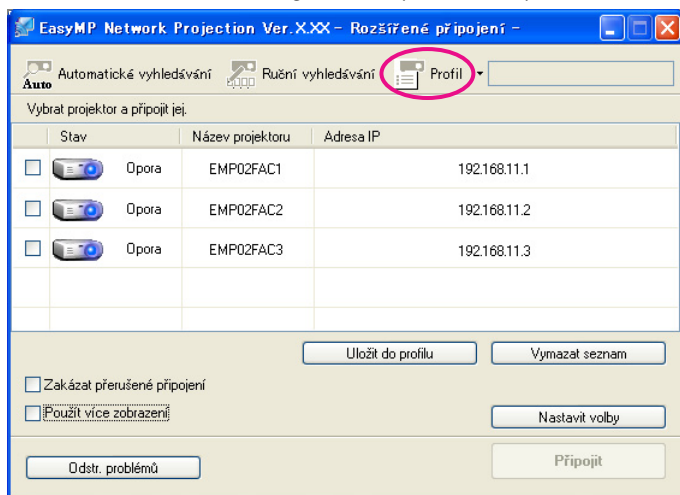 EasyMP Network Projection Ver.X.XX - Rozšířené připojení -
Auto Automatické vyhledávání Ruční vyhledávání Profil
Vybrat projektor a připojit jej.
Stav Název projektoru Adresa IP
Opora EMP02FAC1 192.168.11.1
Opora EMP02FAC2 192.168.11.2
Opora EMP02FAC3 192.168.11.3
Uložit do profilu Vymazat seznam
Zakázat přerušené připojení
Použít více zobrazení
Nastavit volby
Odstr. problémů Připojit